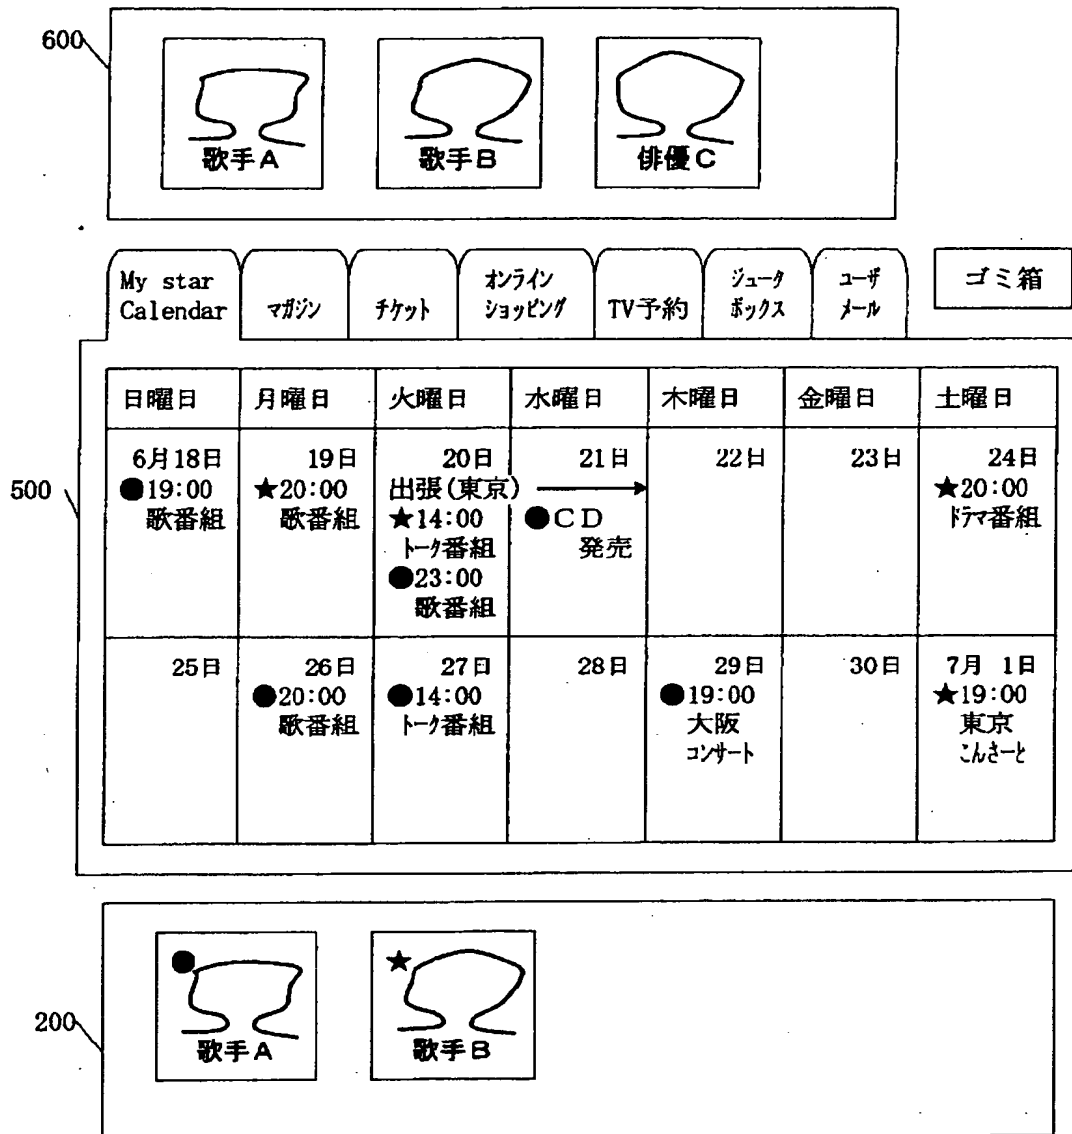 600
歌手A
歌手B
俳優C
My star
Calendar
マガジン
チケット
オンライン
ショッピング
TV予約
ジュータ
ボックス
ユーザ
メール
ゴミ箱
500
日曜日
月曜日
火曜日
水曜日
木曜日
金曜日
土曜日
6月18日
●19:00
歌番組
19日
★20:00
歌番組
20日
出張(東京)
★14:00
トーク番組
●23:00
歌番組
21日
●CD
発売
22日
23日
24日
★20:00
ドラマ番組
25日
26日
●20:00
歌番組
27日
●14:00
トーク番組
28日
29日
●19:00
大阪
コンサート
30日
7月 1日
★19:00
東京
こんさーと
200
●
歌手A
★
歌手B